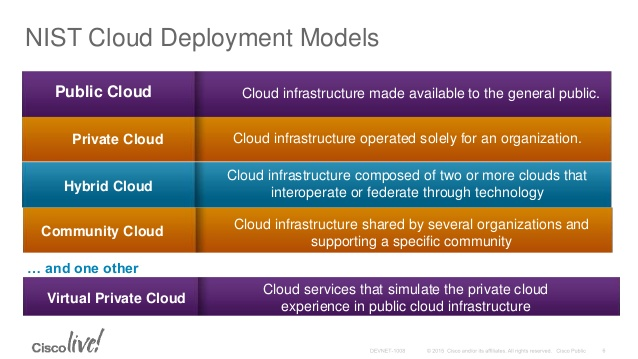 NIST Cloud Deployment Models
Public Cloud
Cloud infrastructure made available to the general public.
Private Cloud
Cloud infrastructure operated solely for an organization.
Hybrid Cloud
Cloud infrastructure composed of two or more clouds that
interoperate or federate through technology
Community Cloud
Cloud infrastructure shared by several organizations and
supporting a specific community
… and one other
Virtual Private Cloud
Cloud services that simulate the private cloud
experience in public cloud infrastructure
Cisco live!
© 2015 Cisco and/or its affiliates. All rights reserved. Cisco Public